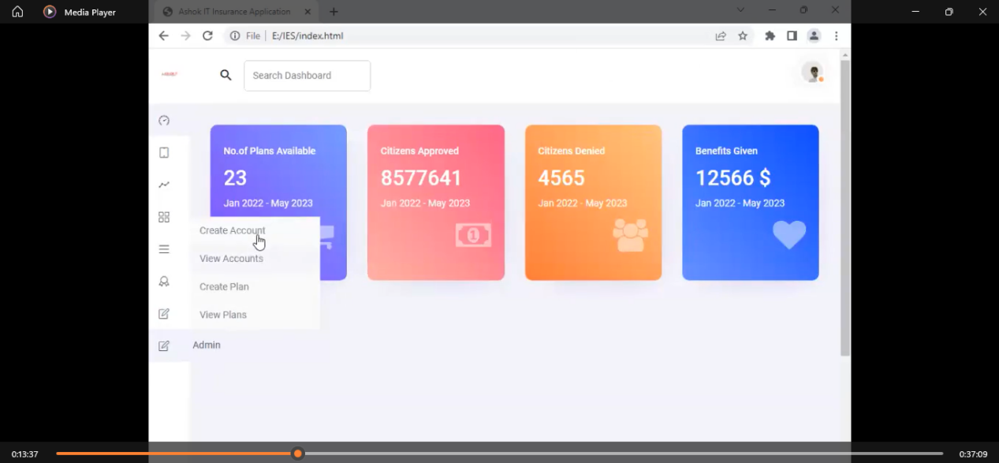 Media Player
Ashok IT Insurance Application
File
E:/IES/index.html
Search Dashboard
No.of Plans Available
23
Jan 2022 - May 2023
Citizens Approved
8577641
Jan 2022 - May 2023
Citizens Denied
4565
Jan 2022 - May 2023
Benefits Given
12566 $
Jan 2022 - May 2023
Create Account
View Accounts
Create Plan
View Plans
Admin
0:13:37
0:37:09